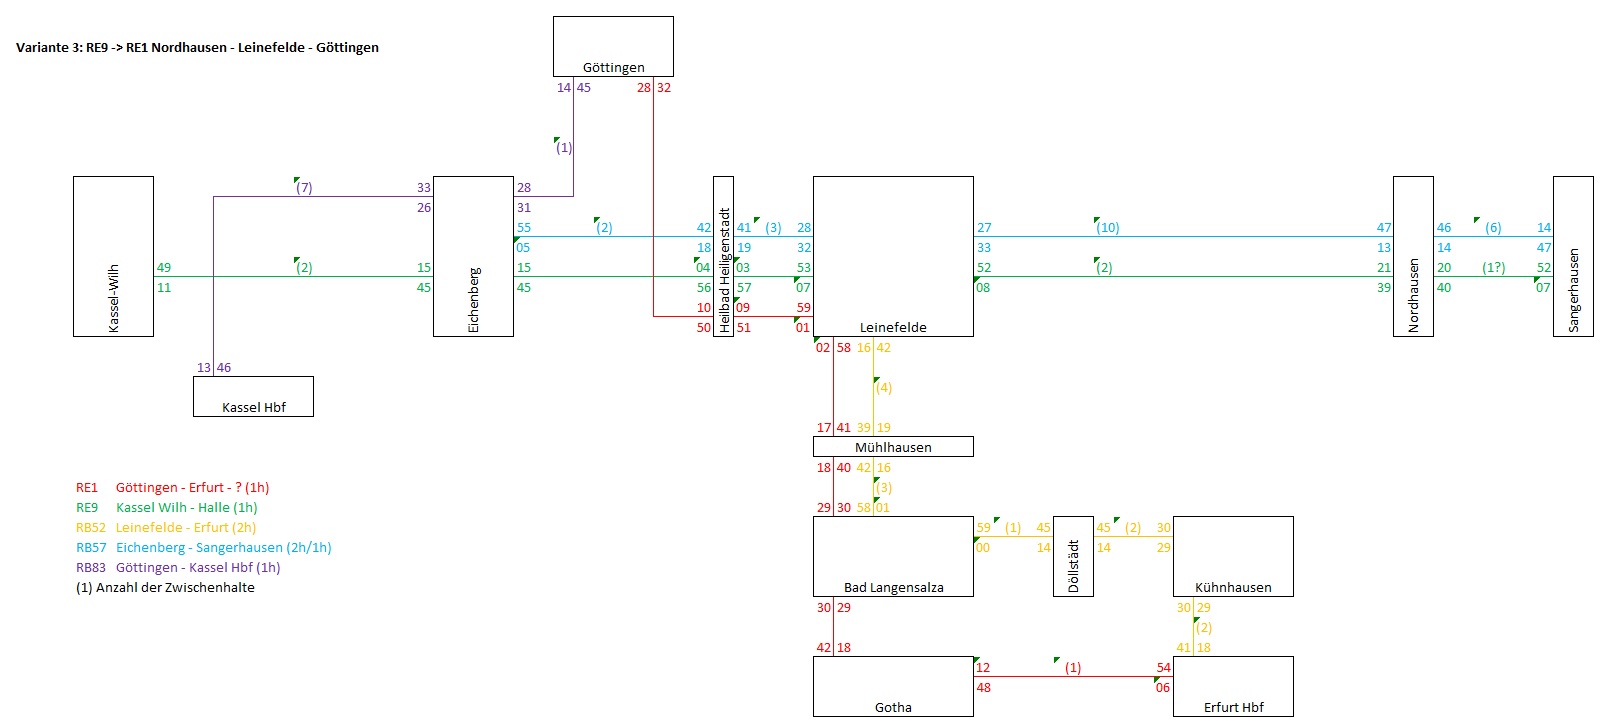 Variante 3: RE9 -> RE1 Nordhausen - Leinefelde - Göttingen
Göttingen
14 45 28 32
(1)
(7) 33 28
26 31
55 (2) 42 41 (3) 28 27 (10) 47 46 (6) 14
05 18 19 32 33 13 14 47
49 (2) 15 15 04 03 53 52 (2) 21 20 (1?) 52
11 45 45 56 57 07 08 39 40 07
10 09 59
50 51 01
Kassel-Wilh
Eichenberg
Heilbad Heiligenstadt
Leinefelde
Nordhausen
Sangerhausen
02 58 16 42
13 46
(4)
Kassel Hbf
17 41 39 19
Mühlhausen
18 40 42 16
(3)
29 30 58 01
RE1 Göttingen - Erfurt - ? (1h)
RE9 Kassel Wilh - Halle (1h)
RB52 Leinefelde - Erfurt (2h)
RB57 Eichenberg - Sangerhausen (2h/1h)
RB83 Göttingen - Kassel Hbf (1h)
(1) Anzahl der Zwischenhalte
59 (1) 45 45 (2) 30
00 14 14 29
Bad Langensalza
Döllstädt
Kühnhausen
30 29 30 29
(2)
42 18 41 18
12 (1) 54
48 06
Gotha
Erfurt Hbf